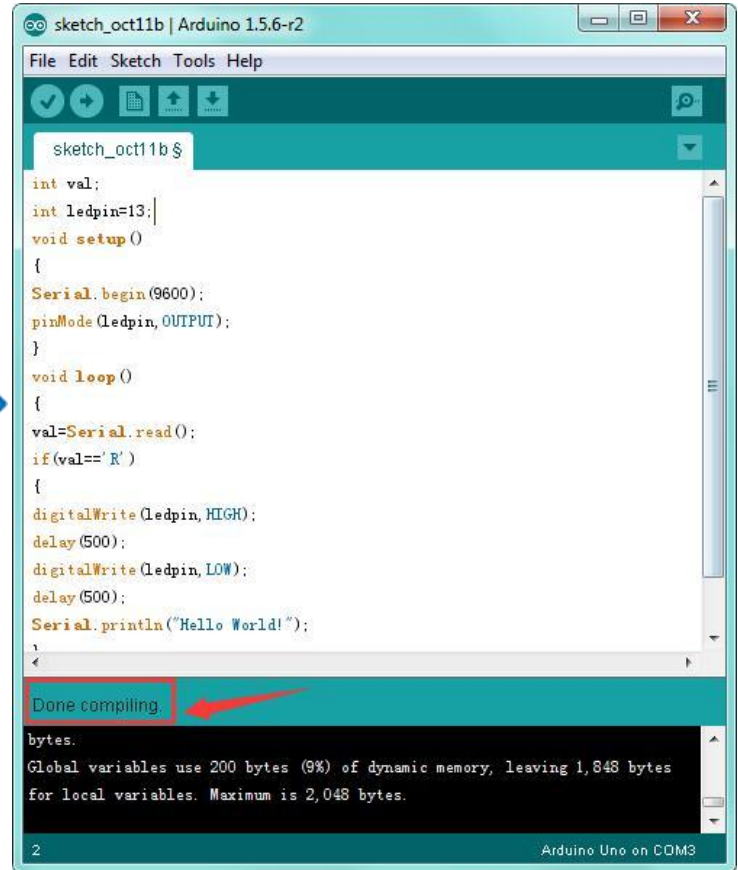 sketch_oct11b | Arduino 1.5.6-r2
File Edit Sketch Tools Help
sketch_oct11b §
int val;
int ledpin=13;
void setup()
{
Serial.begin(9600);
pinMode(ledpin,OUTPUT);
}
void loop()
{
val=Serial.read();
if(val=='R')
{
digitalWrite(ledpin,HIGH);
delay(500);
digitalWrite(ledpin,LOW);
delay(500);
Serial.println("Hello World!");
Done compiling.
bytes.
Global variables use 200 bytes (9%) of dynamic memory, leaving 1,848 bytes
for local variables. Maximum is 2,048 bytes.
2 Arduino Uno on COM3